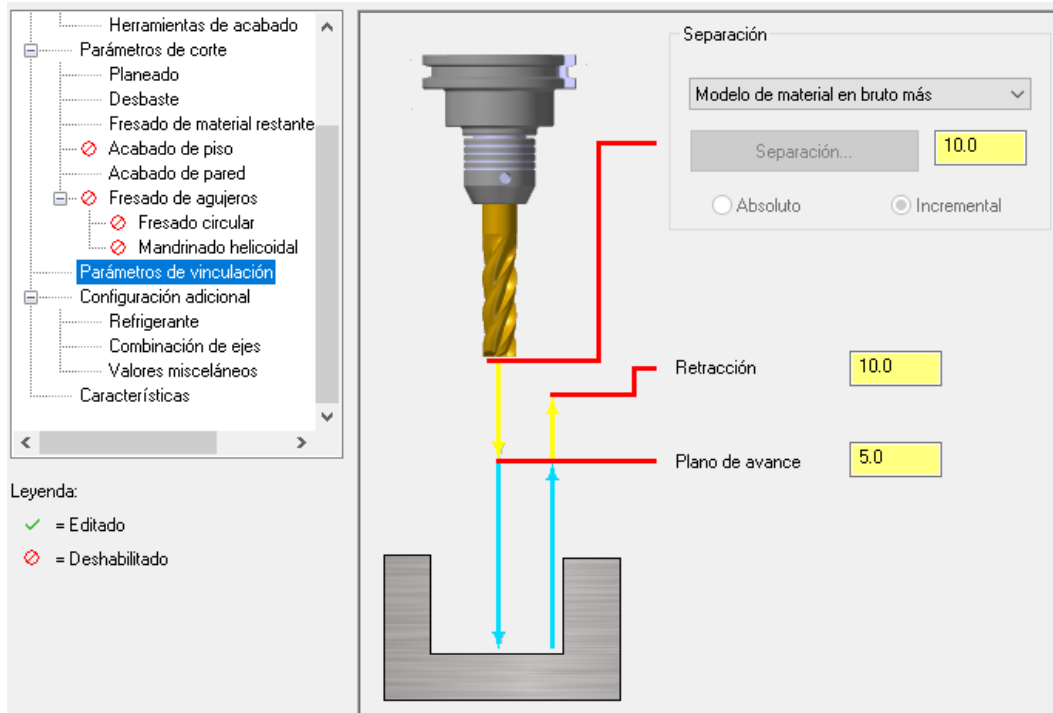 Herramientas de acabado
Parámetros de corte
Planeado
Desbaste
Fresado de material restante
Acabado de piso
Acabado de pared
Fresado de agujeros
Fresado circular
Mandrinado helicoidal
Parámetros de vinculación
Configuración adicional
Refrigerante
Combinación de ejes
Valores misceláneos
Características
Leyenda:
= Editado
= Deshabilitado
Separación
Modelo de material en bruto más
Separación... 10.0
Absoluto Incremental
Retracción 10.0
Plano de avance 5.0